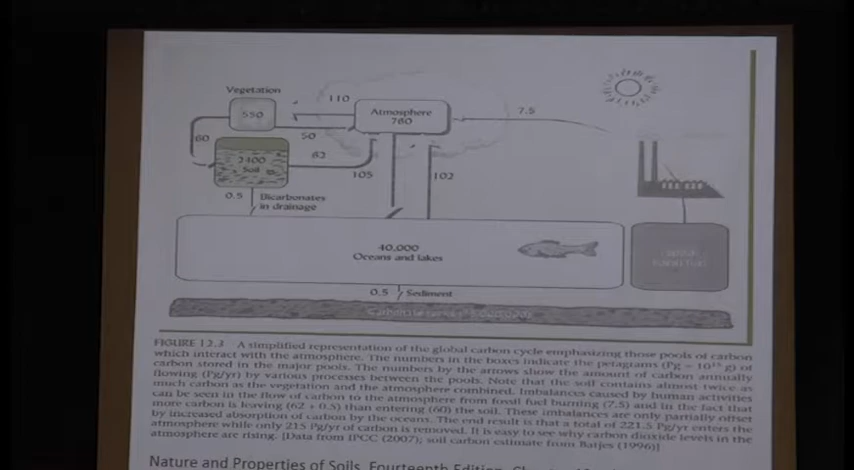 Vegetation
550
110
Atmosphere
760
7.5
60
50
2400
Soil
62
105
102
0.5
Bicarbonates
in drainage
40,000
Oceans and lakes
0.5
Sediment
FIGURE 12.3 A simplified representation of the global carbon cycle emphasizing those pools of carbon
which interact with the atmosphere. The numbers in the boxes indicate the petagrams (Pg = 10¹⁵ g) of
carbon stored in the major pools. The numbers by the arrows show the amount of carbon annually
flowing (Pg/yr) by various processes between the pools. Note that the soil contains almost twice as
much carbon as the vegetation and the atmosphere combined. Imbalances caused by human activities
can be seen in the flow of carbon to the atmosphere from fossil fuel burning (7.5) and in the fact that
more carbon is leaving (62 + 0.5) than entering (60) the soil. These imbalances are only partially offset
by increased absorption of carbon by the oceans. The end result is that a total of 221.5 Pg/yr enters the
atmosphere while only 215 Pg/yr of carbon is removed. It is easy to see why carbon dioxide levels in the
atmosphere are rising. [Data from IPCC (2007); soil carbon estimate from Batjes (1996)]
Nature and Properties of Soils, Fourteenth Edition,